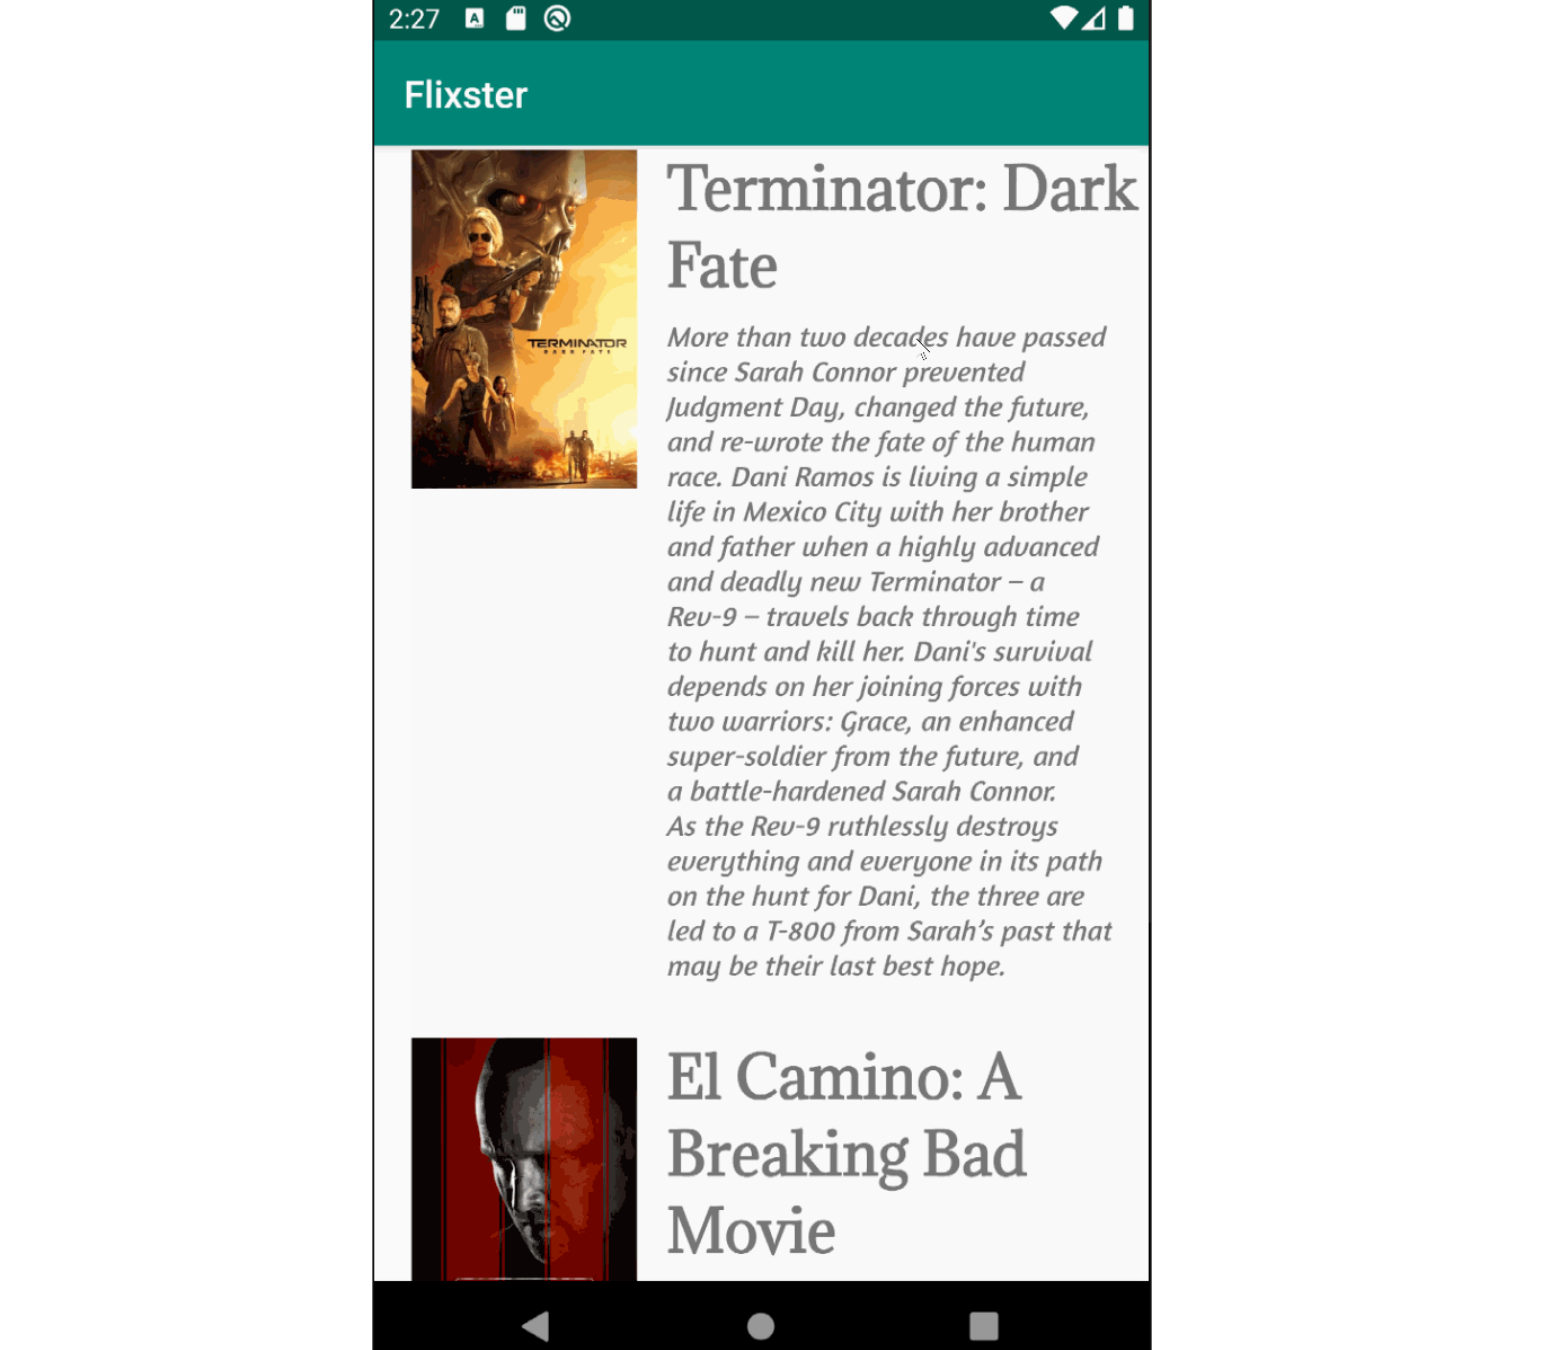 2:27
A
Flixster
TERMINATOR
DARK FATE
Terminator: Dark
Fate
More than two decades have passed
since Sarah Connor prevented
Judgment Day, changed the future,
and re-wrote the fate of the human
race. Dani Ramos is living a simple
life in Mexico City with her brother
and father when a highly advanced
and deadly new Terminator – a
Rev-9 – travels back through time
to hunt and kill her. Dani's survival
depends on her joining forces with
two warriors: Grace, an enhanced
super-soldier from the future, and
a battle-hardened Sarah Connor.
As the Rev-9 ruthlessly destroys
everything and everyone in its path
on the hunt for Dani, the three are
led to a T-800 from Sarah’s past that
may be their last best hope.
El Camino: A
Breaking Bad
Movie